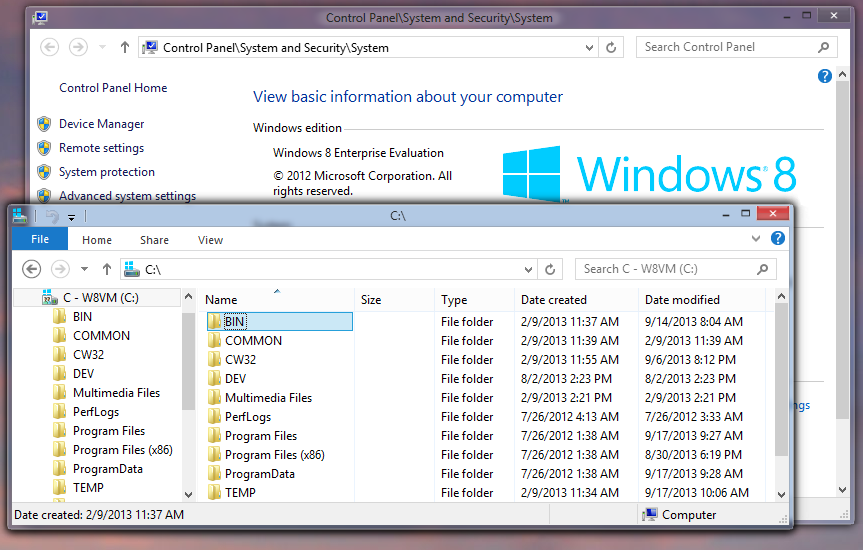 Control Panel\System and Security\System
Control Panel\System and Security\System
Search Control Panel
Control Panel Home
Device Manager
Remote settings
System protection
Advanced system settings
View basic information about your computer
Windows edition
Windows 8 Enterprise Evaluation
© 2012 Microsoft Corporation. All
rights reserved.
Windows 8
C:\
File Home Share View
C:\
Search C - W8VM (C:)
C - W8VM (C:)
BIN
COMMON
CW32
DEV
Multimedia Files
PerfLogs
Program Files
Program Files (x86)
ProgramData
TEMP
Name Size Type Date created Date modified
BIN File folder 2/9/2013 11:37 AM 9/14/2013 8:04 AM
COMMON File folder 2/9/2013 11:39 AM 2/9/2013 11:39 AM
CW32 File folder 2/9/2013 11:55 AM 9/6/2013 8:12 PM
DEV File folder 8/2/2013 2:23 PM 8/2/2013 2:23 PM
Multimedia Files File folder 2/9/2013 2:21 PM 2/9/2013 2:21 PM
PerfLogs File folder 7/26/2012 4:13 AM 7/26/2012 3:33 AM
Program Files File folder 7/26/2012 1:38 AM 9/17/2013 9:27 AM
Program Files (x86) File folder 7/26/2012 1:38 AM 8/30/2013 6:19 PM
ProgramData File folder 7/26/2012 1:38 AM 9/17/2013 9:28 AM
TEMP File folder 2/9/2013 11:34 AM 9/17/2013 10:06 AM
Date created: 2/9/2013 11:37 AM
Computer